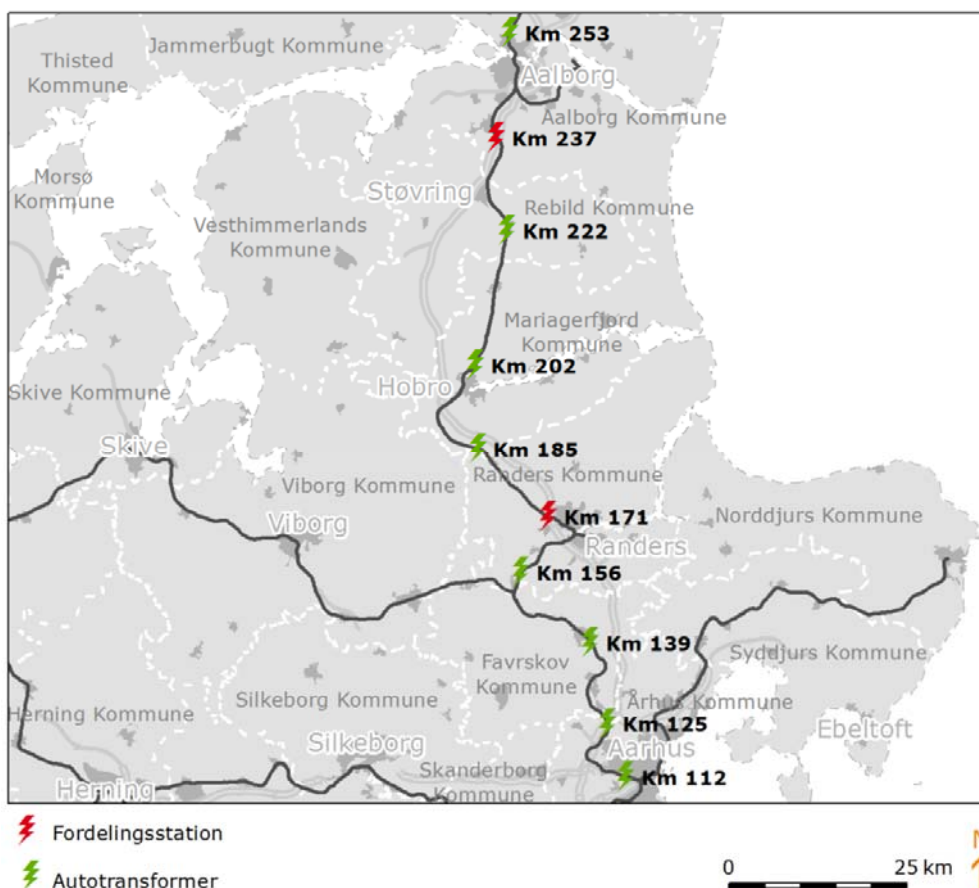 Km 253
Jammerbugt Kommune
Thisted
Kommune
Aalborg
Aalborg Kommune
Km 237
Morsø
Kommune
Støvring
Rebild Kommune
Vesthimmerlands
Kommune
Km 222
Mariagerfjord
Kommune
Km 202
Hobro
Skive Kommune
Skive
Km 185
Randers Kommune
Viborg Kommune
Km 171
Norddjurs Kommune
Viborg
Randers
Km 156
Km 139
Syddjurs Kommune
Favrskov
Kommune
Silkeborg Kommune
Århus Kommune
Herning Kommune
Km 125
Ebeltoft
Silkeborg
Aarhus
Skanderborg
Kommune
Km 112
Herning
Fordelingsstation
Autotransformer
0 25 km